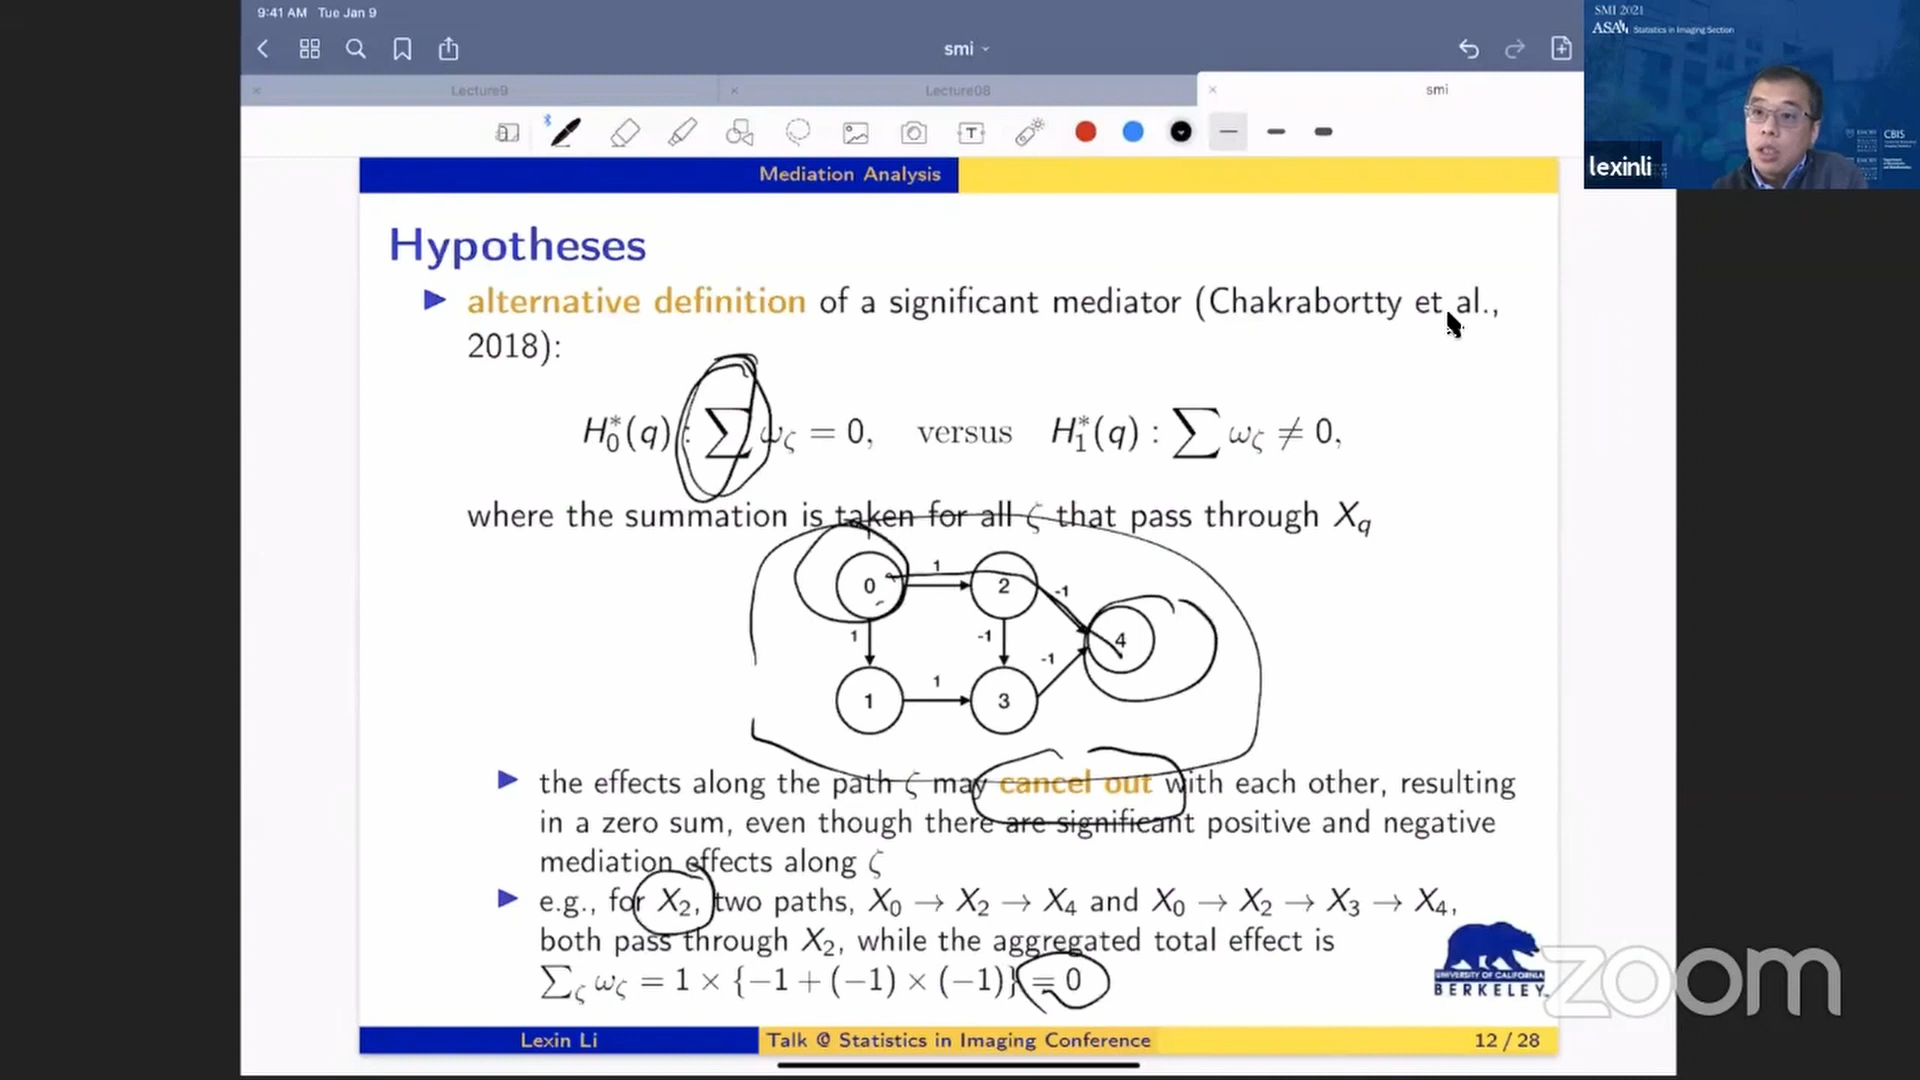 9:41 AM Tue Jan 9
smi
Lecture9
Lecture08
smi
SMI 2021
ASA Statistics in Imaging Section
CBIS
lexinli
Mediation Analysis
Hypotheses
alternative definition of a significant mediator (Chakrabortty et al.,
2018):
H₀*(q) : ∑ ω_ζ = 0, versus H₁*(q) : ∑ ω_ζ ≠ 0,
where the summation is taken for all ζ that pass through X_q
0 1 2 -1
1 -1 4
-1
1 1 3
the effects along the path ζ may cancel out with each other, resulting
in a zero sum, even though there are significant positive and negative
mediation effects along ζ
e.g., for X₂, two paths, X₀ → X₂ → X₄ and X₀ → X₂ → X₃ → X₄,
both pass through X₂, while the aggregated total effect is
∑_ζ ω_ζ = 1 × {−1 + (−1) × (−1)} = 0
UNIVERSITY OF CALIFORNIA
BERKELEY
zoom
Lexin Li
Talk @ Statistics in Imaging Conference
12 / 28